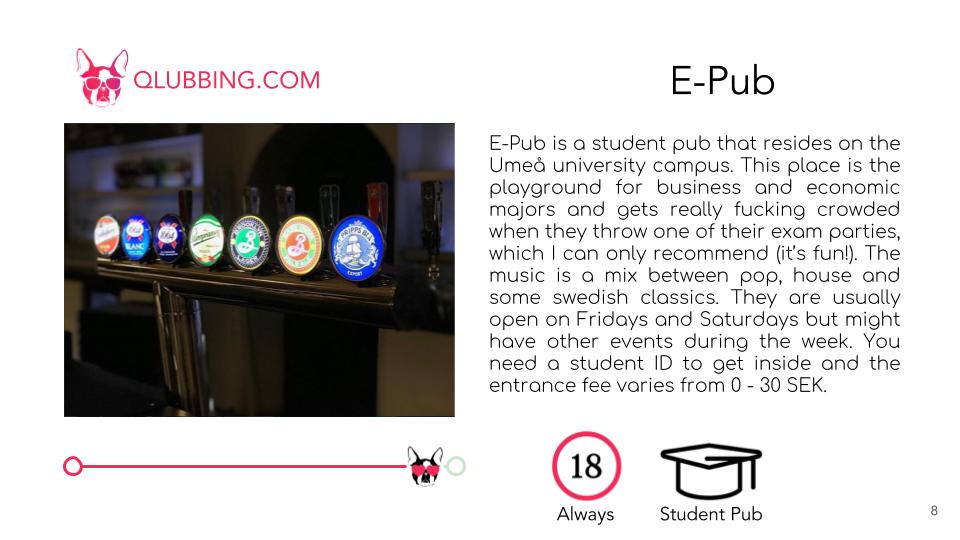 QLUBBING.COM
E-Pub
E-Pub is a student pub that resides on the
Umeå university campus. This place is the
playground for business and economic
majors and gets really fucking crowded
when they throw one of their exam parties,
which I can only recommend (it's fun!). The
music is a mix between pop, house and
some swedish classics. They are usually
open on Fridays and Saturdays but might
have other events during the week. You
need a student ID to get inside and the
entrance fee varies from 0 - 30 SEK.
BLANC
PRIPPS BLÅ
EXPORT
18
Always
Student Pub
8